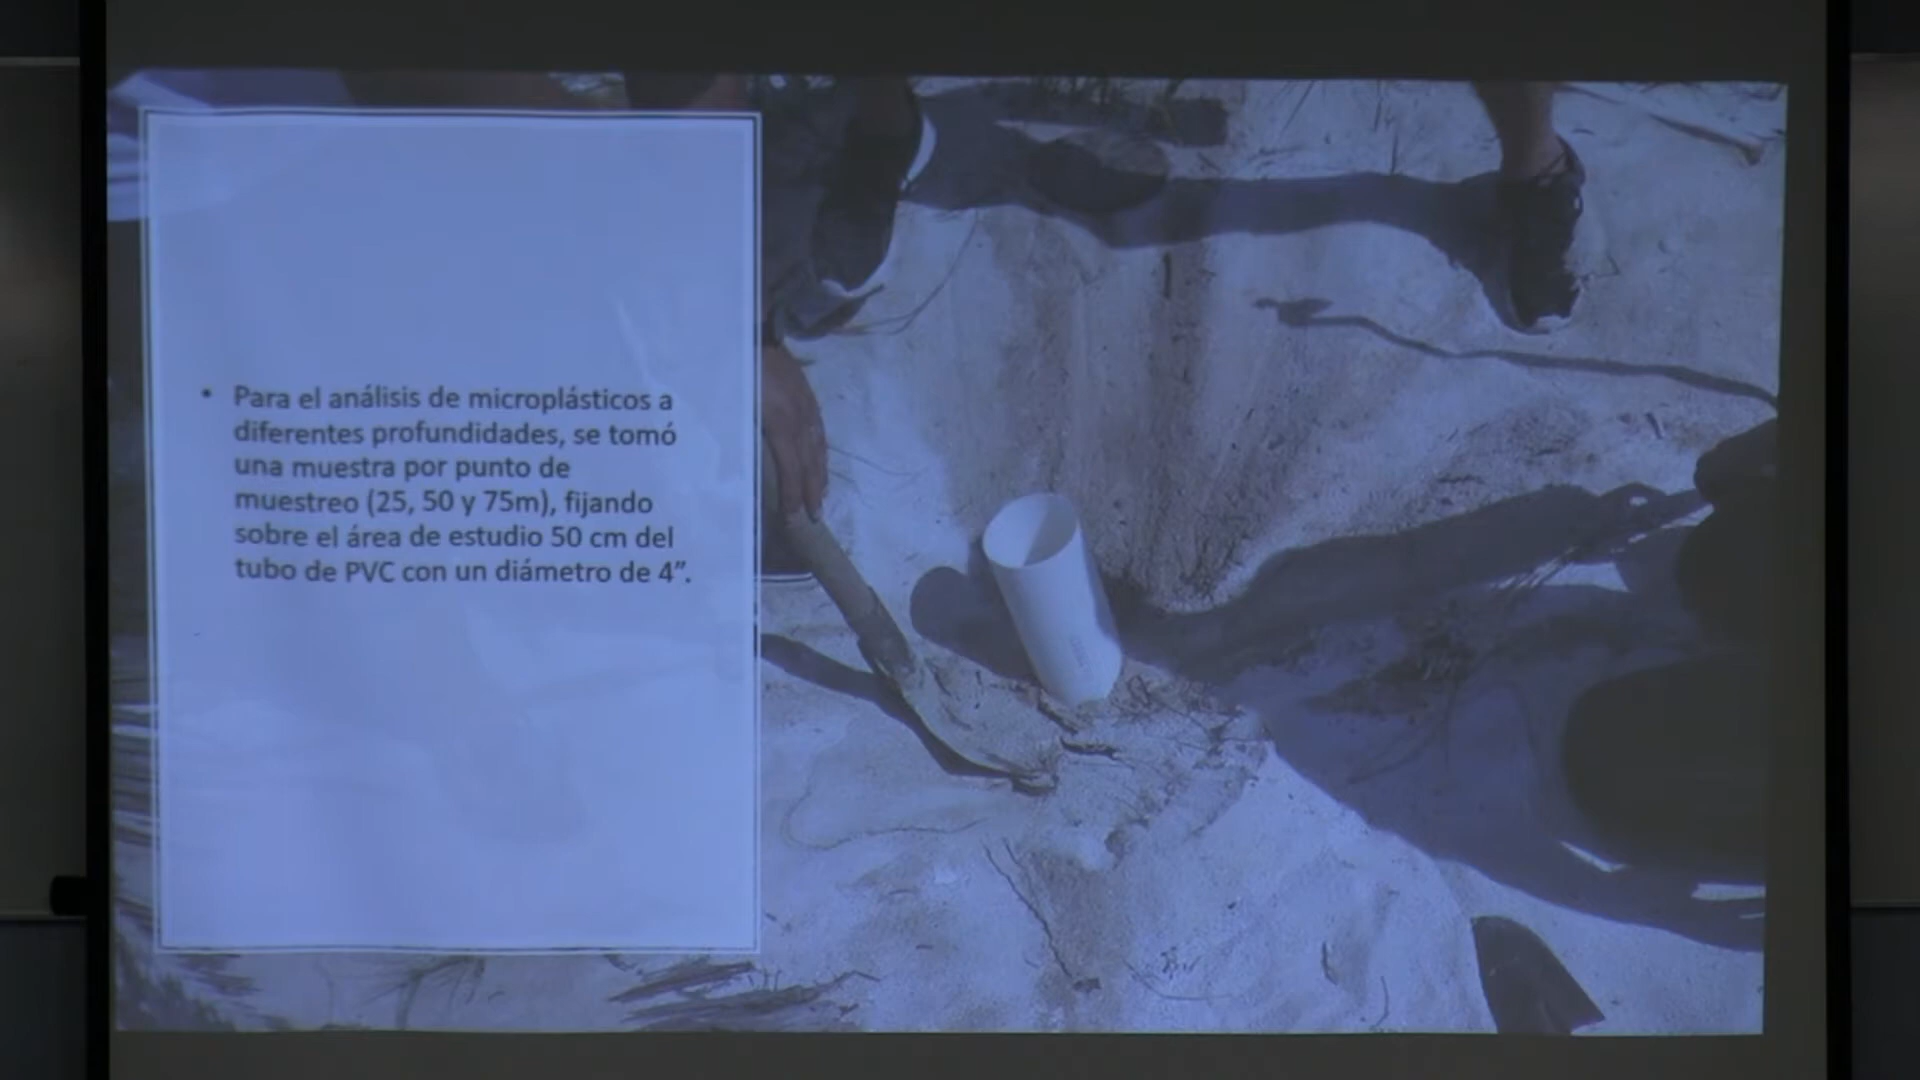 • Para el análisis de microplásticos a
diferentes profundidades, se tomó
una muestra por punto de
muestreo (25, 50 y 75m), fijando
sobre el área de estudio 50 cm del
tubo de PVC con un diámetro de 4”.